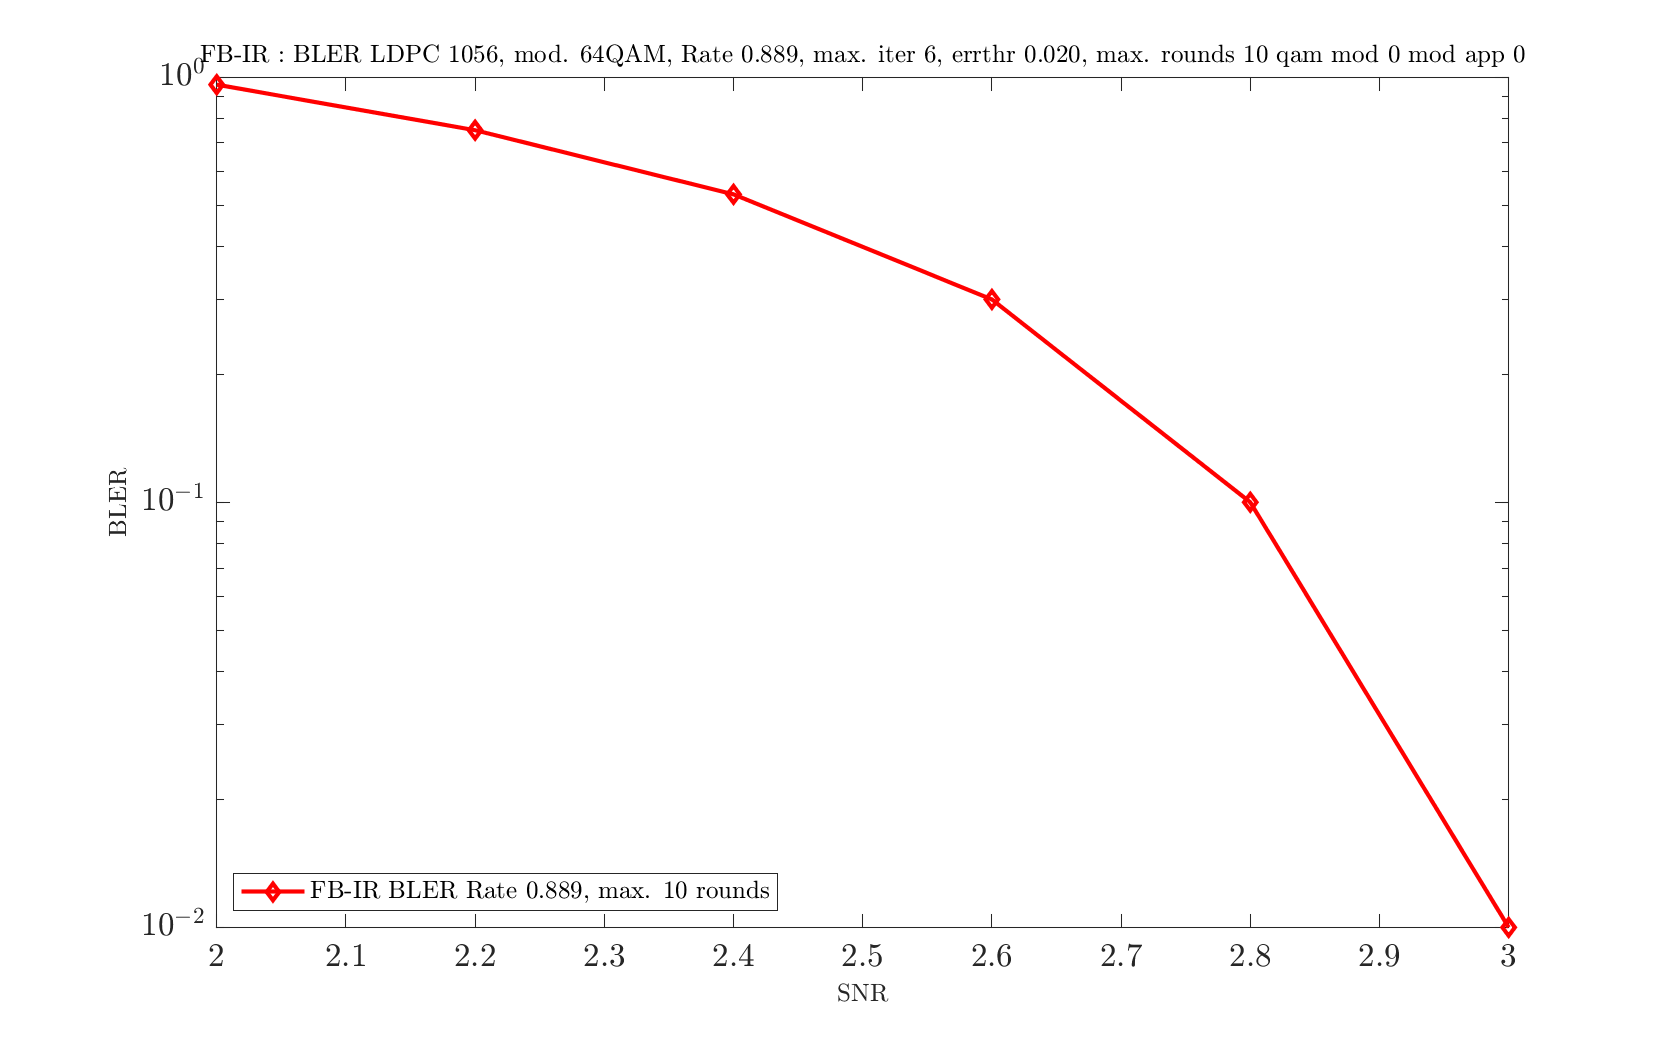 FB-IR : BLER LDPC 1056, mod. 64QAM, Rate 0.889, max. iter 6, errthr 0.020, max. rounds 10 qam mod 0 mod app 0
10^0
10^-1
10^-2
BLER
FB-IR BLER Rate 0.889, max. 10 rounds
2 2.1 2.2 2.3 2.4 2.5 2.6 2.7 2.8 2.9 3
SNR